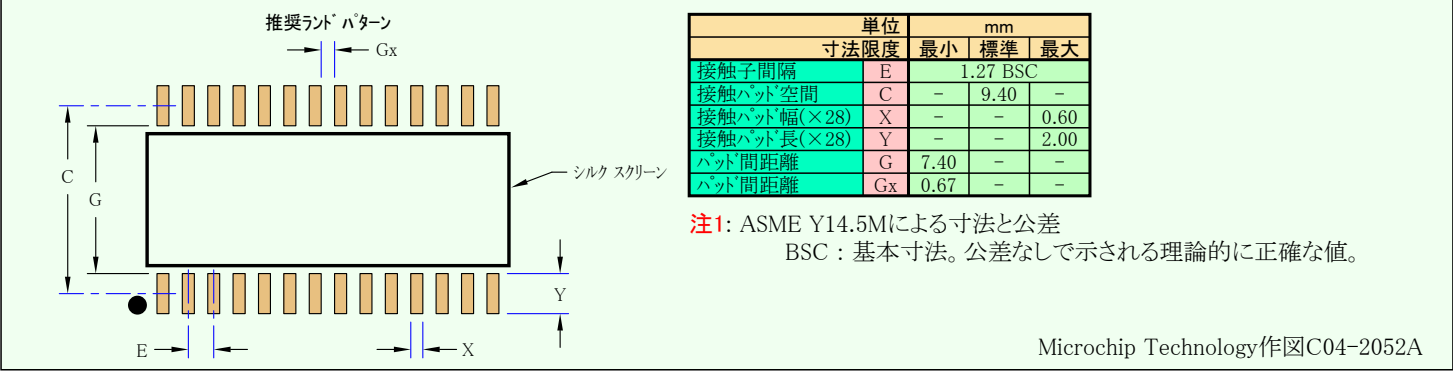 推奨ランドパターン
Gx
C
G
シルク スクリーン
Y
E
X
単位 mm
寸法限度 最小 標準 最大
接触子間隔 E 1.27 BSC
接触パッド空間 C - 9.40 -
接触パッド幅(×28) X - - 0.60
接触パッド長(×28) Y - - 2.00
パッド間距離 G 7.40 - -
パッド間距離 Gx 0.67 - -
注1: ASME Y14.5Mによる寸法と公差
BSC : 基本寸法。公差なしで示される理論的に正確な値。
Microchip Technology作図C04-2052A